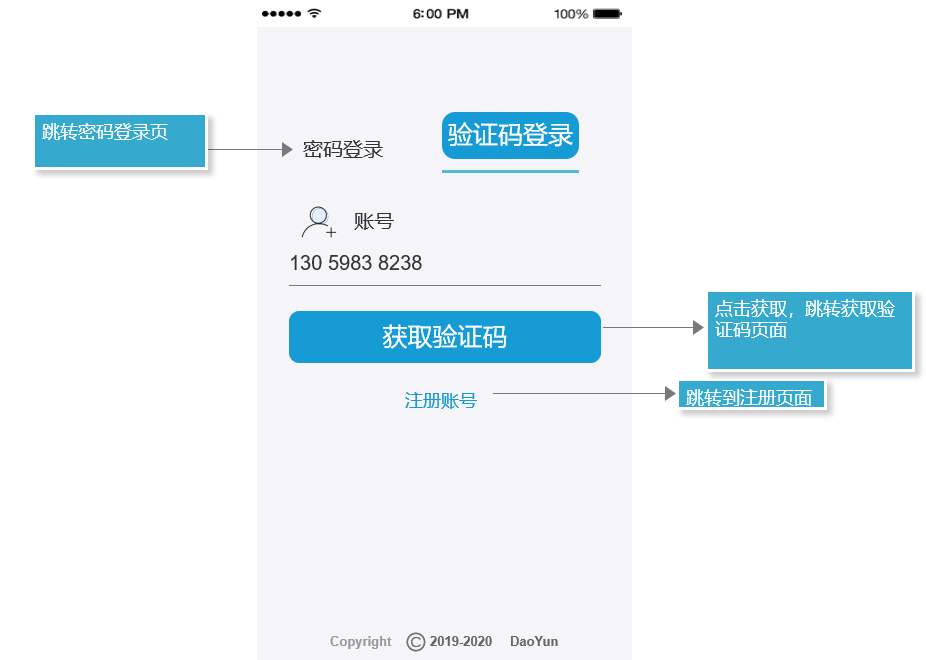 6:00 PM
100%
跳转密码登录页
密码登录
验证码登录
账号
130 5983 8238
获取验证码
点击获取，跳转获取验
证码页面
注册账号
跳转到注册页面
Copyright © 2019-2020 DaoYun